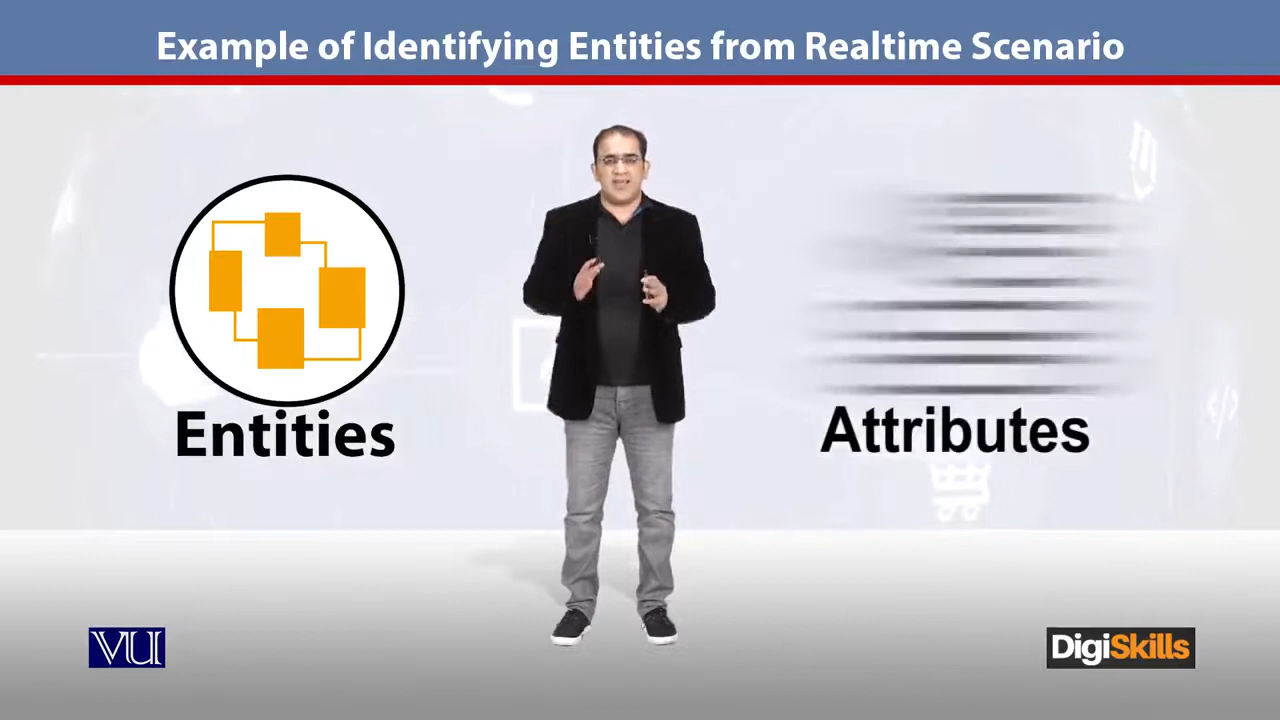 Example of Identifying Entities from Realtime Scenario
Entities
Attributes
VU
DigiSkills